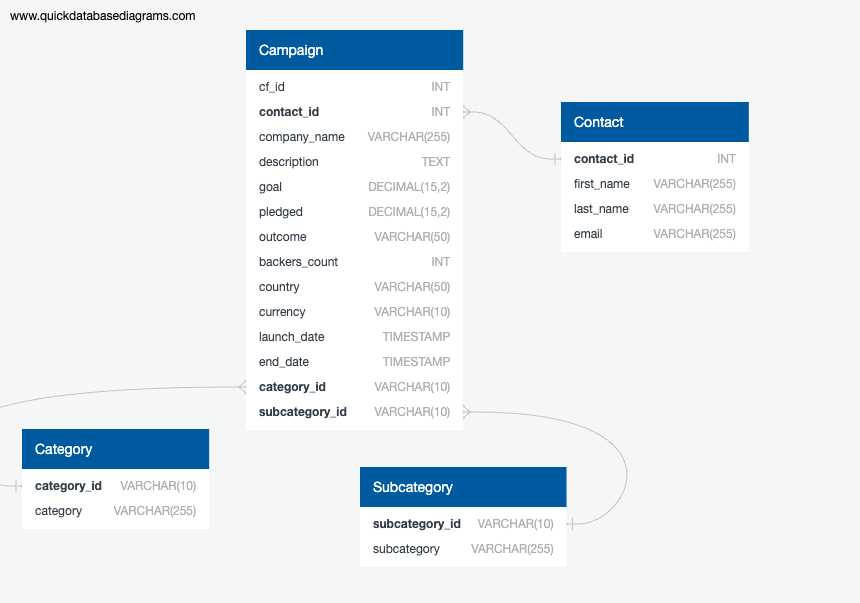 www.quickdatabasediagrams.com
Campaign
cf_id INT
contact_id INT
company_name VARCHAR(255)
description TEXT
goal DECIMAL(15,2)
pledged DECIMAL(15,2)
outcome VARCHAR(50)
backers_count INT
country VARCHAR(50)
currency VARCHAR(10)
launch_date TIMESTAMP
end_date TIMESTAMP
category_id VARCHAR(10)
subcategory_id VARCHAR(10)
Contact
contact_id INT
first_name VARCHAR(255)
last_name VARCHAR(255)
email VARCHAR(255)
Category
category_id VARCHAR(10)
category VARCHAR(255)
Subcategory
subcategory_id VARCHAR(10)
subcategory VARCHAR(255)